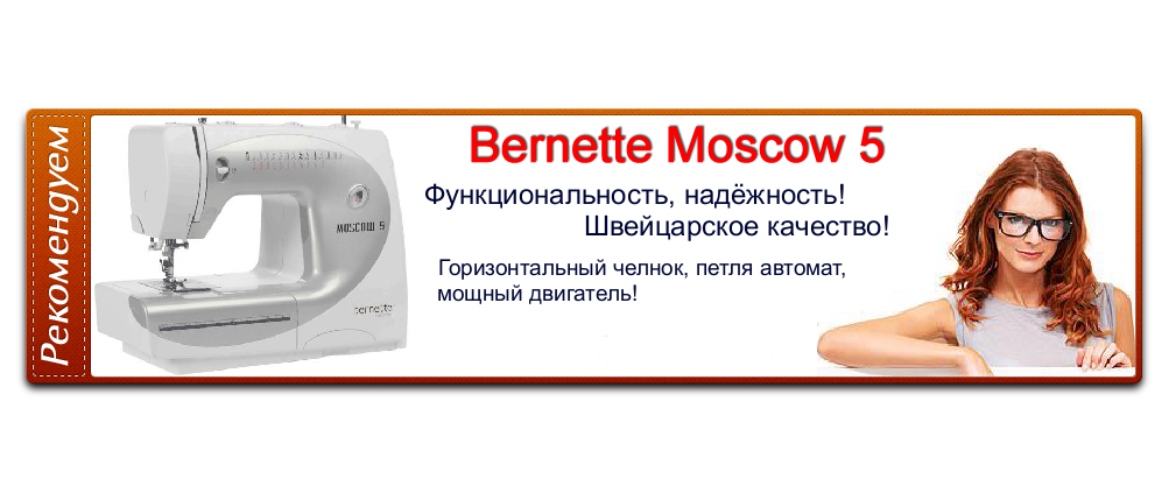 Рекомендуем
Bernette Moscow 5
Функциональность, надёжность!
Швейцарское качество!
Горизонтальный челнок, петля автомат,
мощный двигатель!
MOSCOW 5
bernette